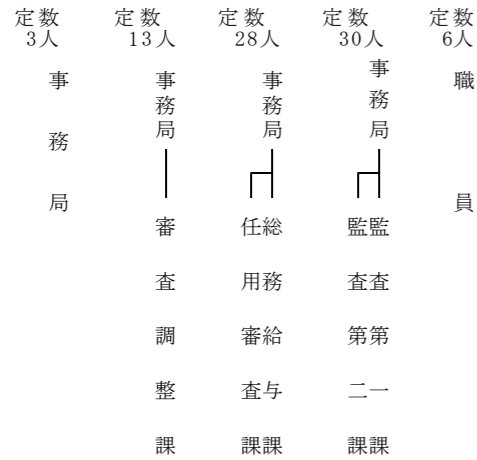 定数
6人
職員
定数
30人
事務局
監査第一課
監査第二課
定数
28人
事務局
総務給与課
任用審査課
定数
13人
事務局
審査調整課
定数
3人
事務局